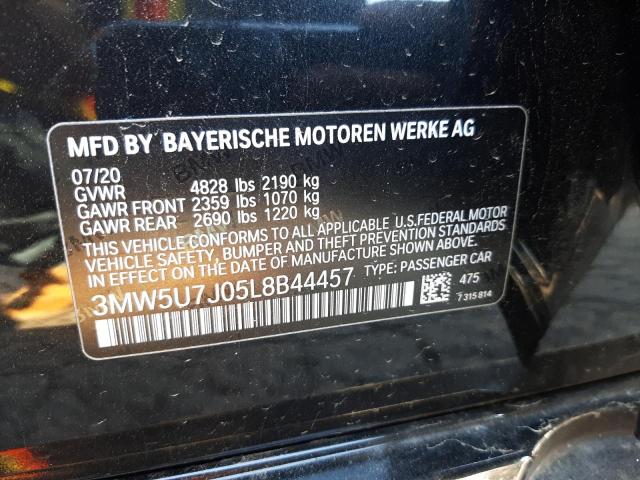 MFD BY BAYERISCHE MOTOREN WERKE AG
07/20
GVWR 4828 lbs 2190 kg
GAWR FRONT 2359 lbs 1070 kg
GAWR REAR 2690 lbs 1220 kg
THIS VEHICLE CONFORMS TO ALL APPLICABLE U.S.FEDERAL MOTOR
VEHICLE SAFETY, BUMPER AND THEFT PREVENTION STANDARDS
IN EFFECT ON THE DATE OF MANUFACTURE SHOWN ABOVE.
3MW5U7J05L8B44457 TYPE: PASSENGER CAR
475
7 315 814